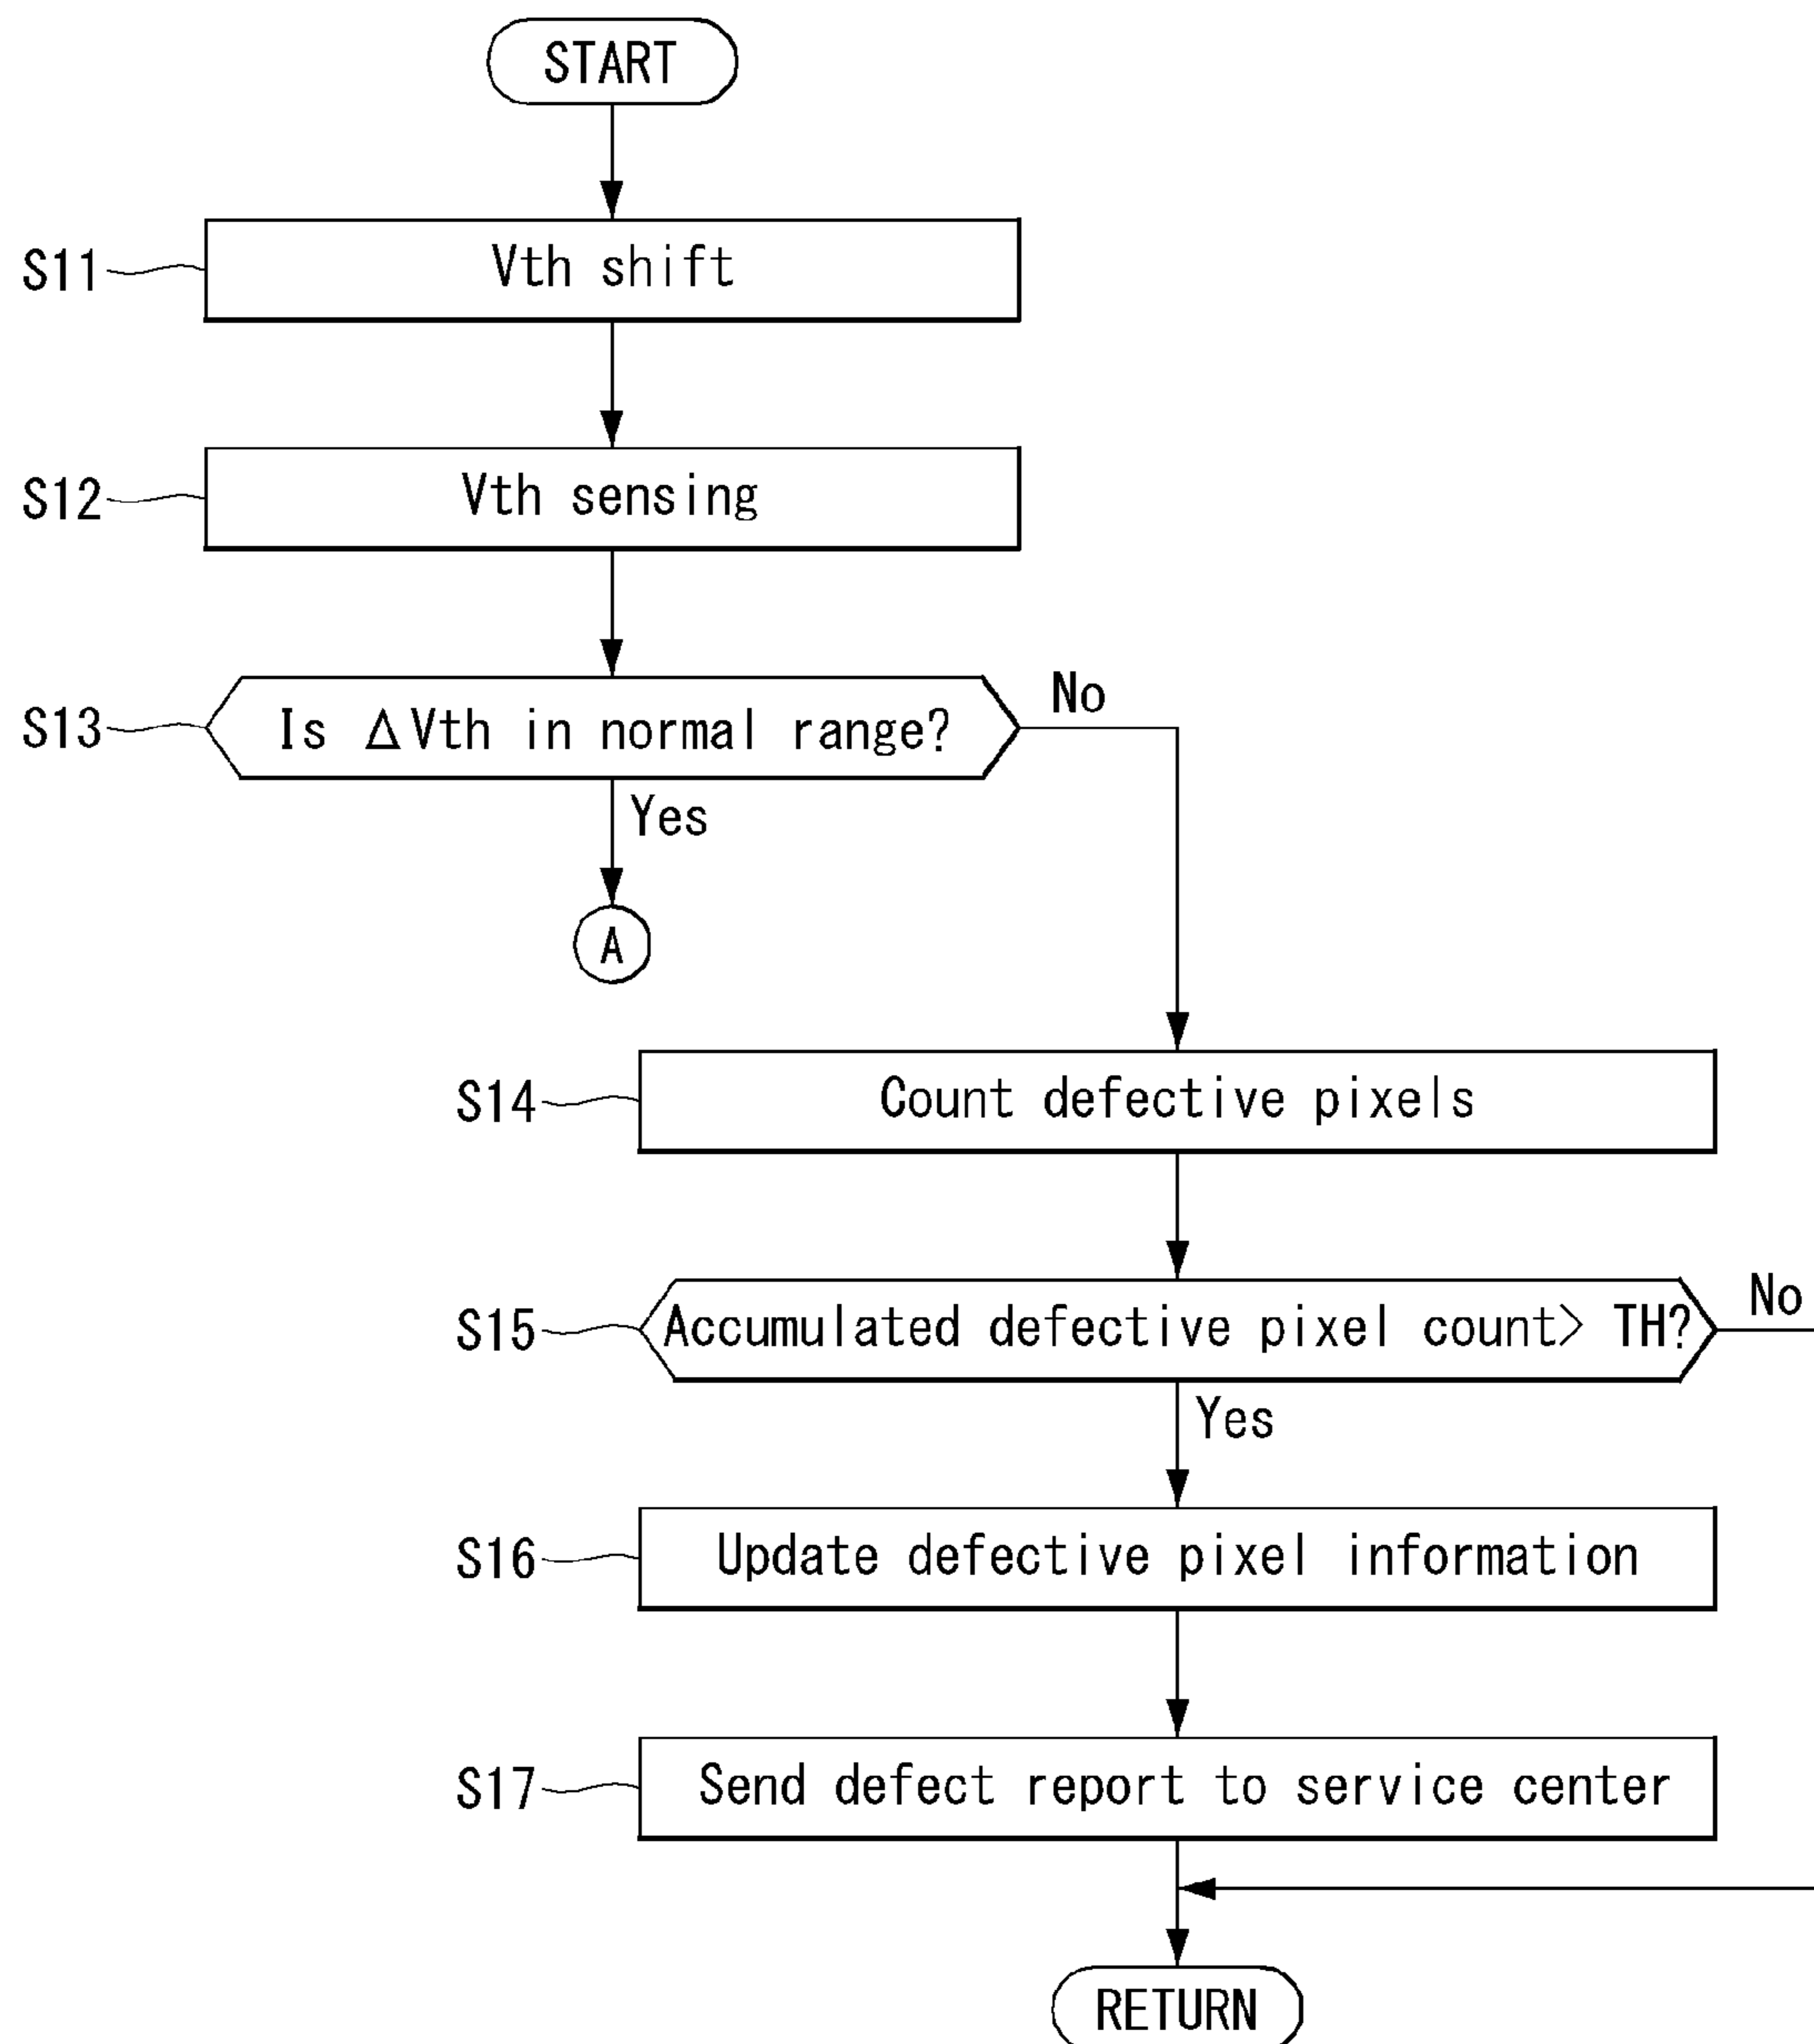 START
S11
Vth shift
S12
Vth sensing
S13
Is ΔVth in normal range?
No
Yes
A
S14
Count defective pixels
S15
Accumulated defective pixel count> TH?
No
Yes
S16
Update defective pixel information
S17
Send defect report to service center
RETURN